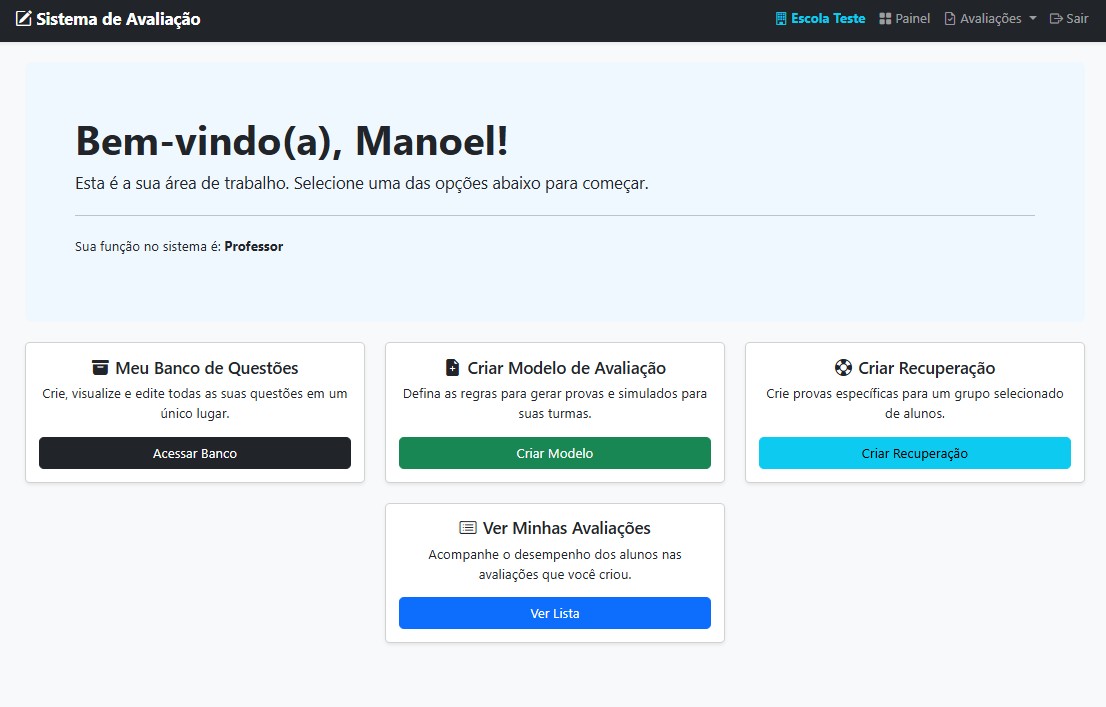 Sistema de Avaliação
Escola Teste Painel Avaliações Sair
Bem-vindo(a), Manoel!
Esta é a sua área de trabalho. Selecione uma das opções abaixo para começar.
Sua função no sistema é: Professor
Meu Banco de Questões
Crie, visualize e edite todas as suas questões em um
único lugar.
Acessar Banco
Criar Modelo de Avaliação
Defina as regras para gerar provas e simulados para
suas turmas.
Criar Modelo
Criar Recuperação
Crie provas específicas para um grupo selecionado
de alunos.
Criar Recuperação
Ver Minhas Avaliações
Acompanhe o desempenho dos alunos nas
avaliações que você criou.
Ver Lista